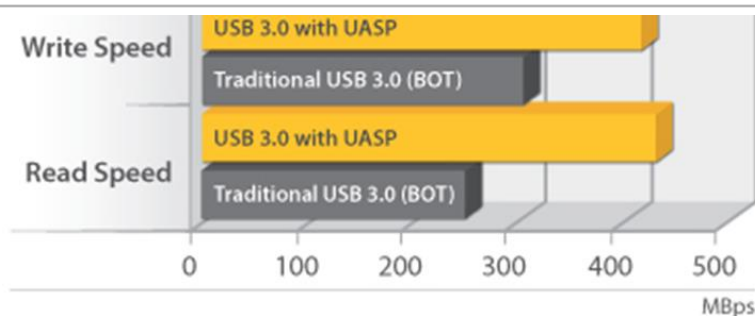 USB 3.0 with UASP
Write Speed
Traditional USB 3.0 (BOT)
USB 3.0 with UASP
Read Speed
Traditional USB 3.0 (BOT)
0 100 200 300 400 500
MBps